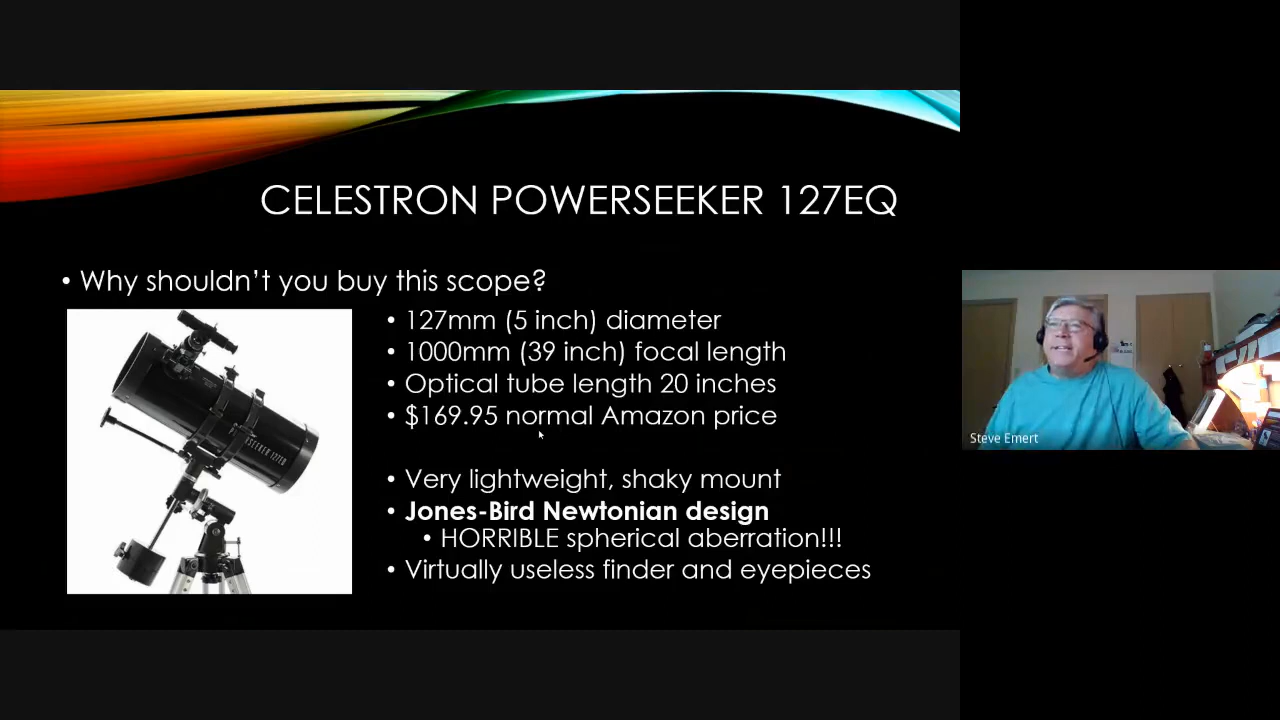 CELESTRON POWERSEEKER 127EQ
• Why shouldn't you buy this scope?
• 127mm (5 inch) diameter
• 1000mm (39 inch) focal length
• Optical tube length 20 inches
• $169.95 normal Amazon price
• Very lightweight, shaky mount
• Jones-Bird Newtonian design
• HORRIBLE spherical aberration!!!
• Virtually useless finder and eyepieces
POWERSEEKER 127EQ
Steve Emert